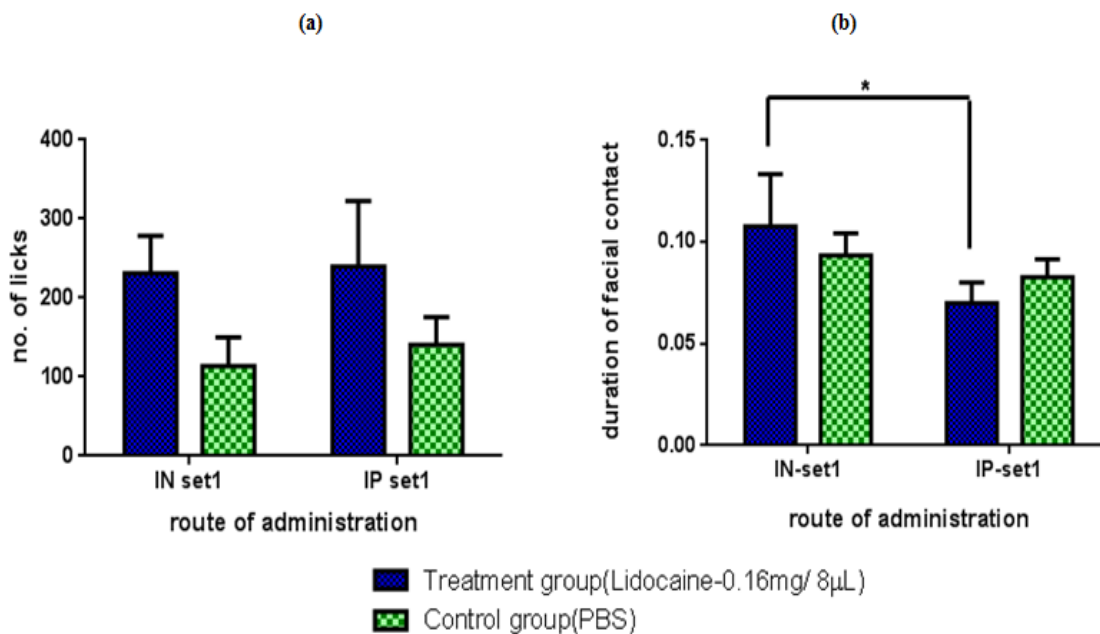 (a)
400
300
200
100
0
no. of licks
IN set1 IP set1
route of administration
(b)
*
0.15
0.10
0.05
0.00
duration of facial contact
IN-set1 IP-set1
route of administration
Treatment group(Lidocaine-0.16mg/ 8µL)
Control group(PBS)